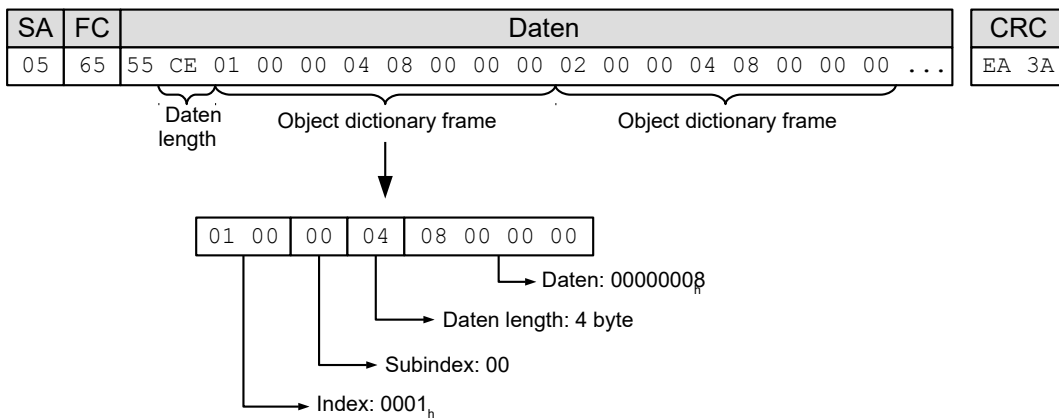 SA FC Daten CRC
05 65 55 CE 01 00 00 04 08 00 00 00 02 00 00 04 08 00 00 00 ... EA 3A
Daten length
Object dictionary frame Object dictionary frame
01 00 00 04 08 00 00 00
Daten: 00000008h
Daten length: 4 byte
Subindex: 00
Index: 0001h